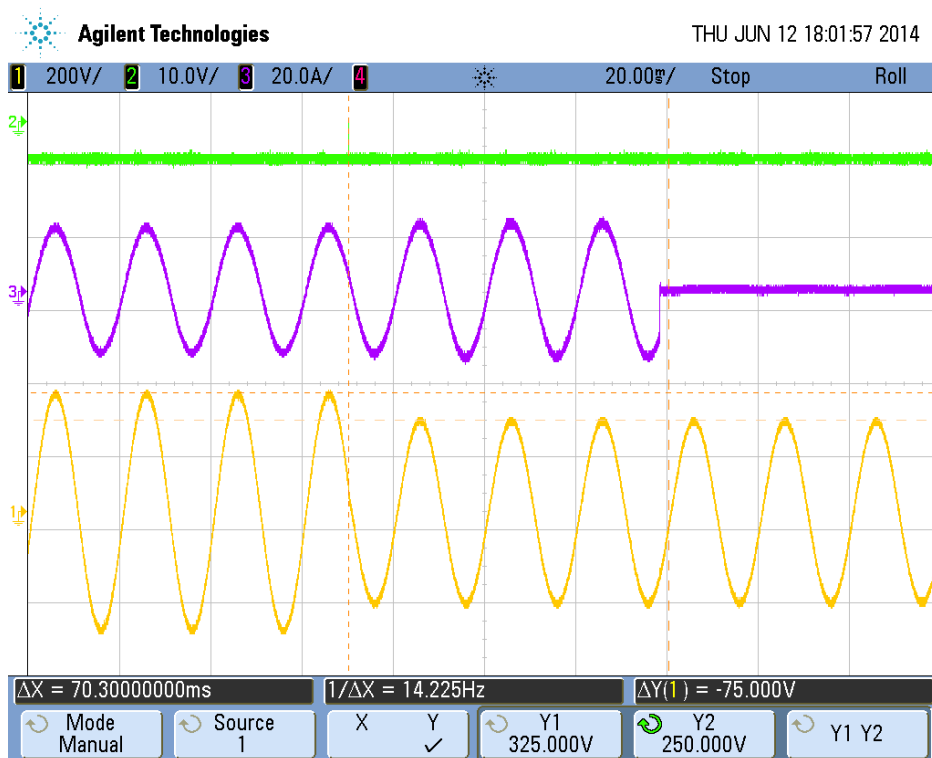 Agilent Technologies
THU JUN 12 18:01:57 2014
1 200V/ 2 10.0V/ 3 20.0A/ 4 20.00m/ Stop Roll
2
3
1
ΔX = 70.30000000ms 1/ΔX = 14.225Hz ΔY(1) = -75.000V
Mode Source X Y Y1 Y2 Y1 Y2
Manual 1 ✓ 325.000V 250.000V